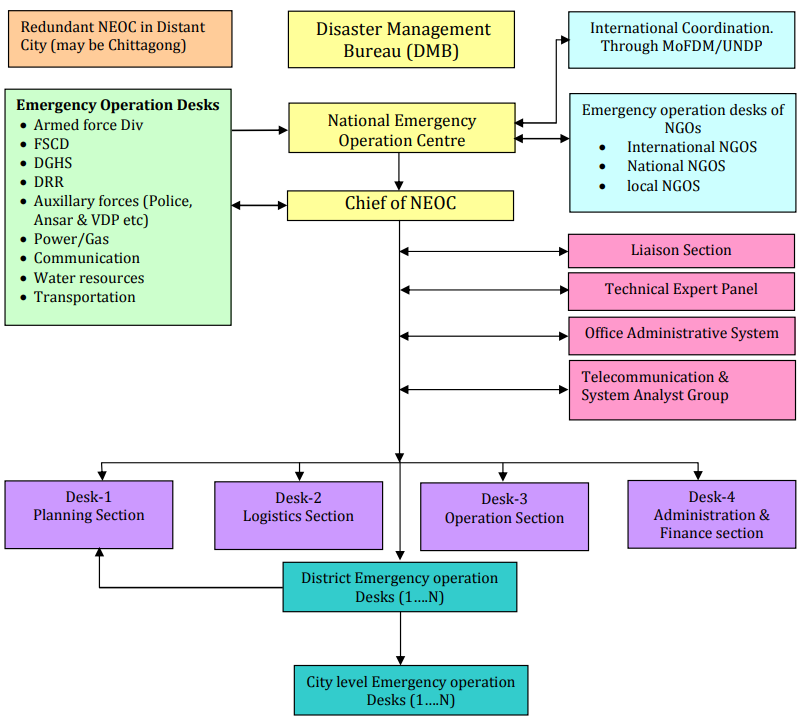 Redundant NEOC in Distant
City (may be Chittagong)
Disaster Management
Bureau (DMB)
International Coordination.
Through MoFDM/UNDP
Emergency Operation Desks
• Armed force Div
• FSCD
• DGHS
• DRR
• Auxillary forces (Police,
Ansar & VDP etc)
• Power/Gas
• Communication
• Water resources
• Transportation
National Emergency
Operation Centre
Emergency operation desks of
NGOs
• International NGOS
• National NGOS
• local NGOS
Chief of NEOC
Liaison Section
Technical Expert Panel
Office Administrative System
Telecommunication &
System Analyst Group
Desk-1
Planning Section
Desk-2
Logistics Section
Desk-3
Operation Section
Desk-4
Administration &
Finance section
District Emergency operation
Desks (1....N)
City level Emergency operation
Desks (1....N)